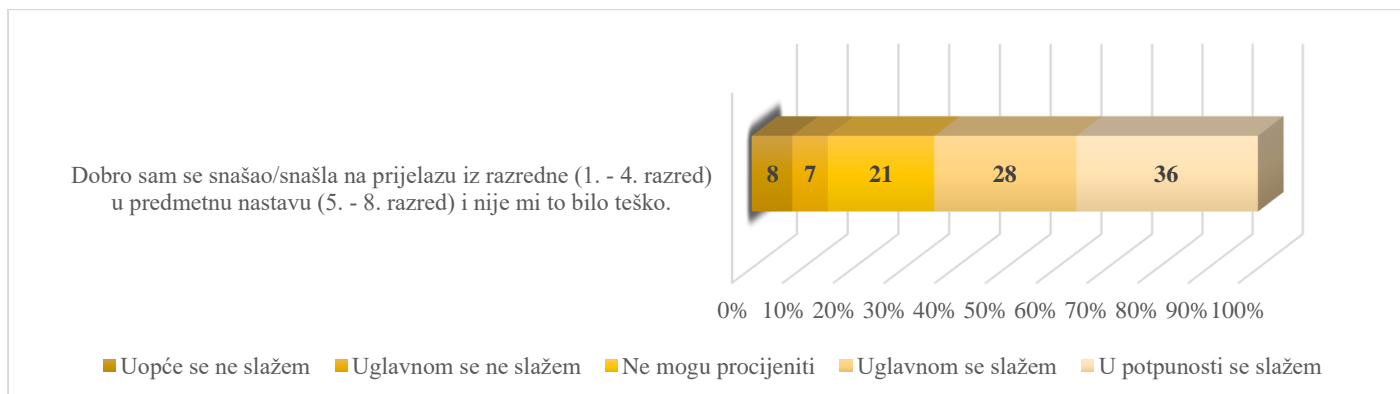 Dobro sam se snašao/snašla na prijelazu iz razredne (1. - 4. razred)
u predmetnu nastavu (5. - 8. razred) i nije mi to bilo teško.
8 7 21 28 36
0% 10% 20% 30% 40% 50% 60% 70% 80% 90% 100%
Uopće se ne slažem Uglavnom se ne slažem Ne mogu procijeniti Uglavnom se slažem U potpunosti se slažem